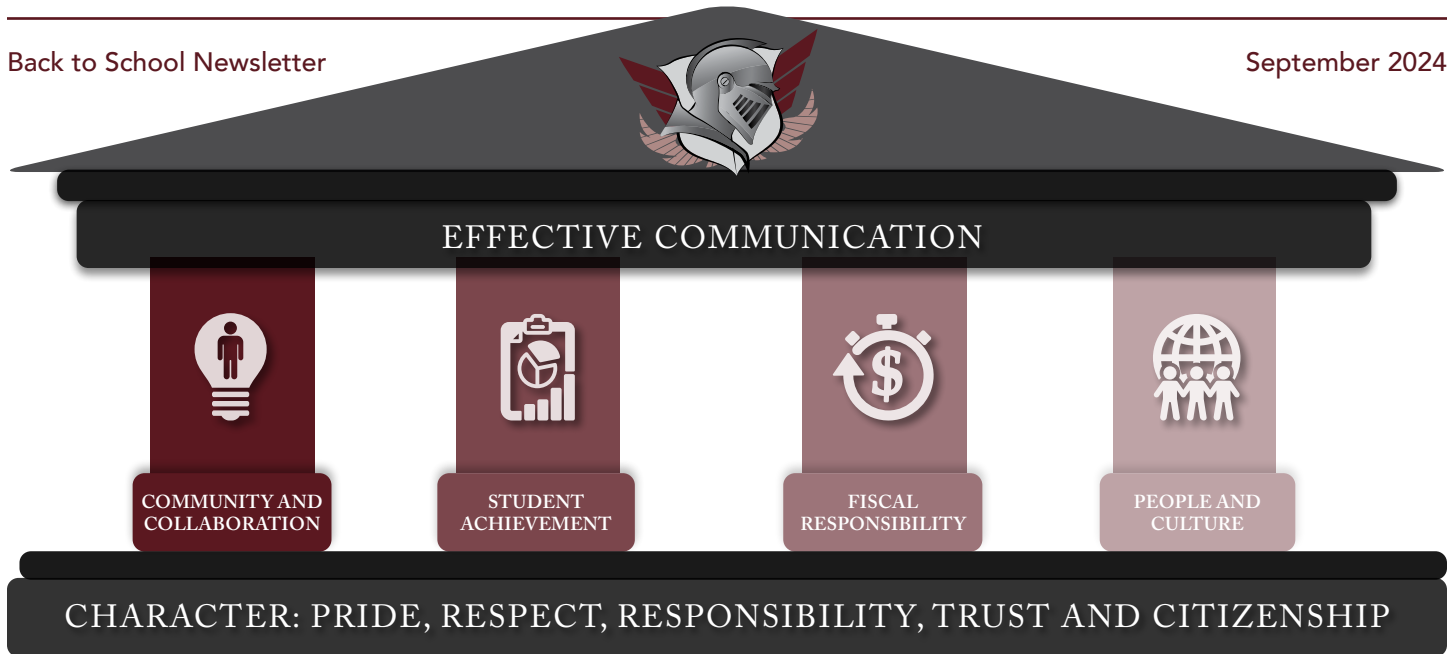 Back to School Newsletter
September 2024
EFFECTIVE COMMUNICATION
$
COMMUNITY AND
COLLABORATION
STUDENT
ACHIEVEMENT
FISCAL
RESPONSIBILITY
PEOPLE AND
CULTURE
CHARACTER: PRIDE, RESPECT, RESPONSIBILITY, TRUST AND CITIZENSHIP